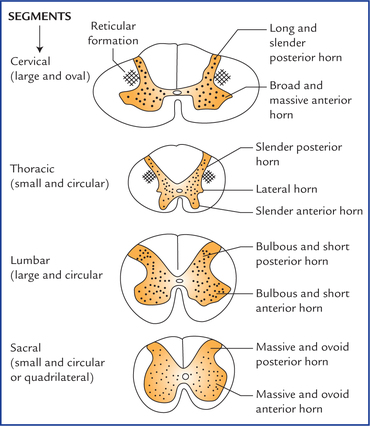 SEGMENTS
Reticular
formation
Cervical
(large and oval)
Long and
slender
posterior horn
Broad and
massive anterior
horn
Thoracic
(small and circular)
Slender posterior
horn
Lateral horn
Slender anterior horn
Lumbar
(large and circular
Bulbous and short
posterior horn
Bulbous and short
anterior horn
Sacral
(small and circular
or quadrilateral)
Massive and ovoid
posterior horn
Massive and ovoid
anterior horn